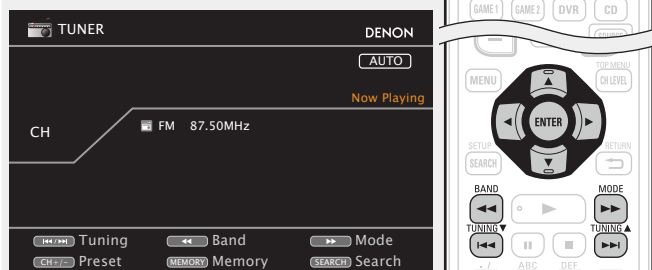 TUNER
DENON
AUTO
Now Playing
CH
FM 87.50MHz
Tuning
Band
Mode
CH+/- Preset
MEMORY Memory
SEARCH Search
GAME1 GAME2 DVR CD
SOURCE
TOP MENU
MENU
CH LEVEL
ENTER
SETUP
RETURN
SEARCH
BAND
MODE
TUNING
TUNING
./
ABC
DEF